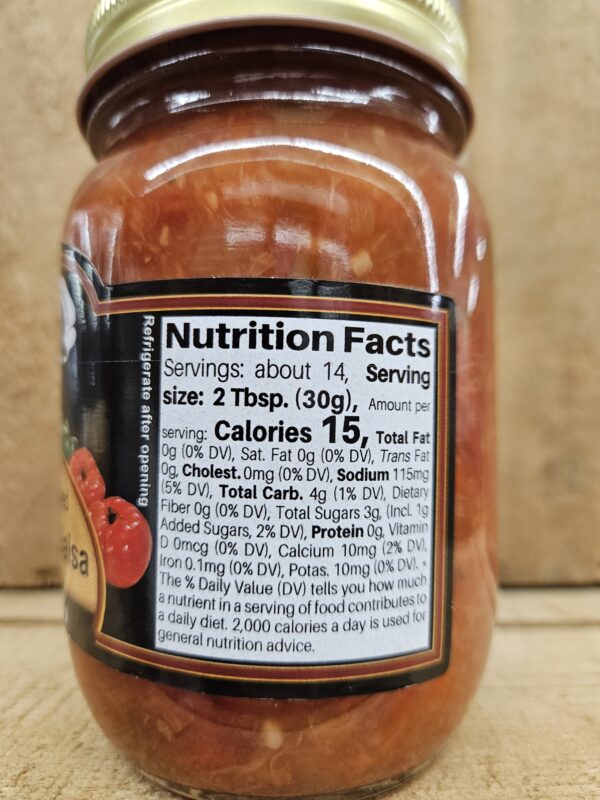 Refrigerate after opening
Nutrition Facts
Servings: about 14, Serving
size: 2 Tbsp. (30g), Amount per
serving: Calories 15, Total Fat
0g (0% DV), Sat. Fat 0g (0% DV), Trans Fat
0g, Cholest. 0mg (0% DV), Sodium 115mg
(5% DV), Total Carb. 4g (1% DV), Dietary
Fiber 0g (0% DV), Total Sugars 3g, (Incl. 1g
Added Sugars, 2% DV), Protein 0g, Vitamin
D 0mcg (0% DV), Calcium 10mg (2% DV),
Iron 0.1mg (0% DV), Potas. 10mg (0% DV). *
The % Daily Value (DV) tells you how much
a nutrient in a serving of food contributes to
a daily diet. 2,000 calories a day is used for
general nutrition advice.